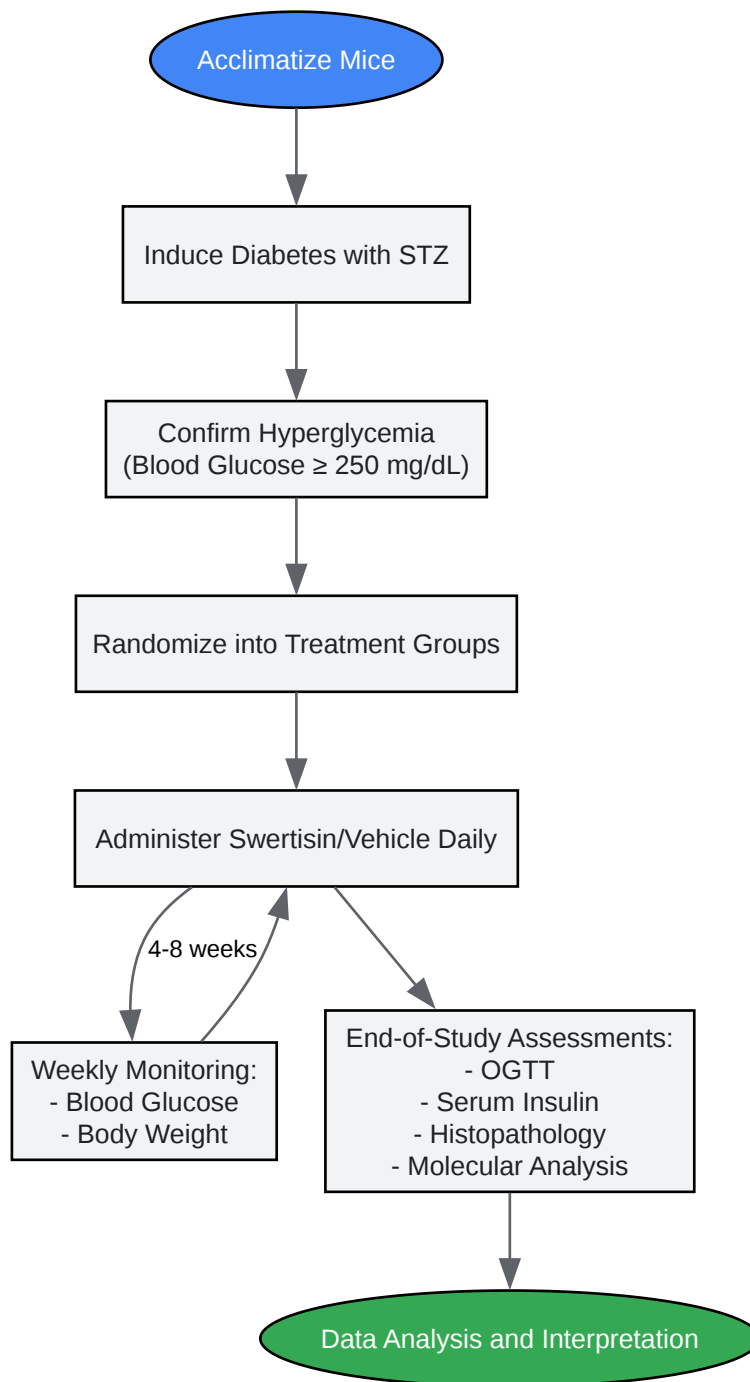 Acclimatize Mice
Induce Diabetes with STZ
Confirm Hyperglycemia
(Blood Glucose ≥ 250 mg/dL)
Randomize into Treatment Groups
Administer Swertisin/Vehicle Daily
4-8 weeks
Weekly Monitoring:
- Blood Glucose
- Body Weight
End-of-Study Assessments:
- OGTT
- Serum Insulin
- Histopathology
- Molecular Analysis
Data Analysis and Interpretation